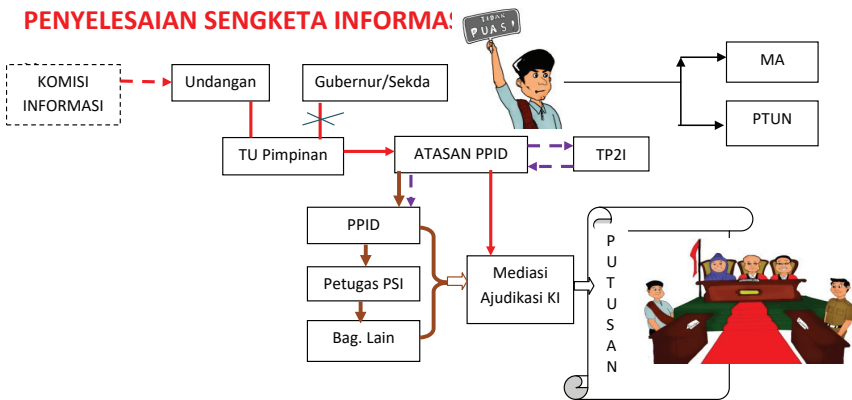 PENYELESAIAN SENGKETA INFORMAS
TIDAK
PUAS!
KOMISI
INFORMASI
Undangan
Gubernur/Sekda
MA
PTUN
TU Pimpinan
ATASAN PPID
TP2I
PPID
Petugas PSI
Bag. Lain
Mediasi
Ajudikasi KI
P
U
T
U
S
A
N